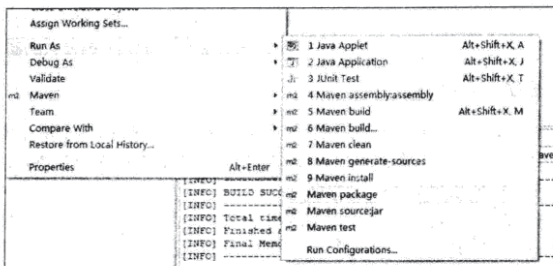 Assign Working Sets...
Run As
Debug As
Validate
m2 Maven
Team
Compare With
Restore from Local History...
Properties Alt+Enter
1 Java Applet Alt+Shift+X, A
2 Java Application Alt+Shift+X, J
3 JUnit Test Alt+Shift+X, T
m2 4 Maven assembly:assembly
m2 5 Maven build Alt+Shift+X, M
m2 6 Maven build...
m2 7 Maven clean
m2 8 Maven generate-sources
m2 9 Maven install
m2 Maven package
m2 Maven source:jar
m2 Maven test
Run Configurations...
[INFO]
[INFO] BUILD SUCC
[INFO] ------------
[INFO] Total time
[INFO] Finished
[INFO] Final Memo
[INFO] ------------